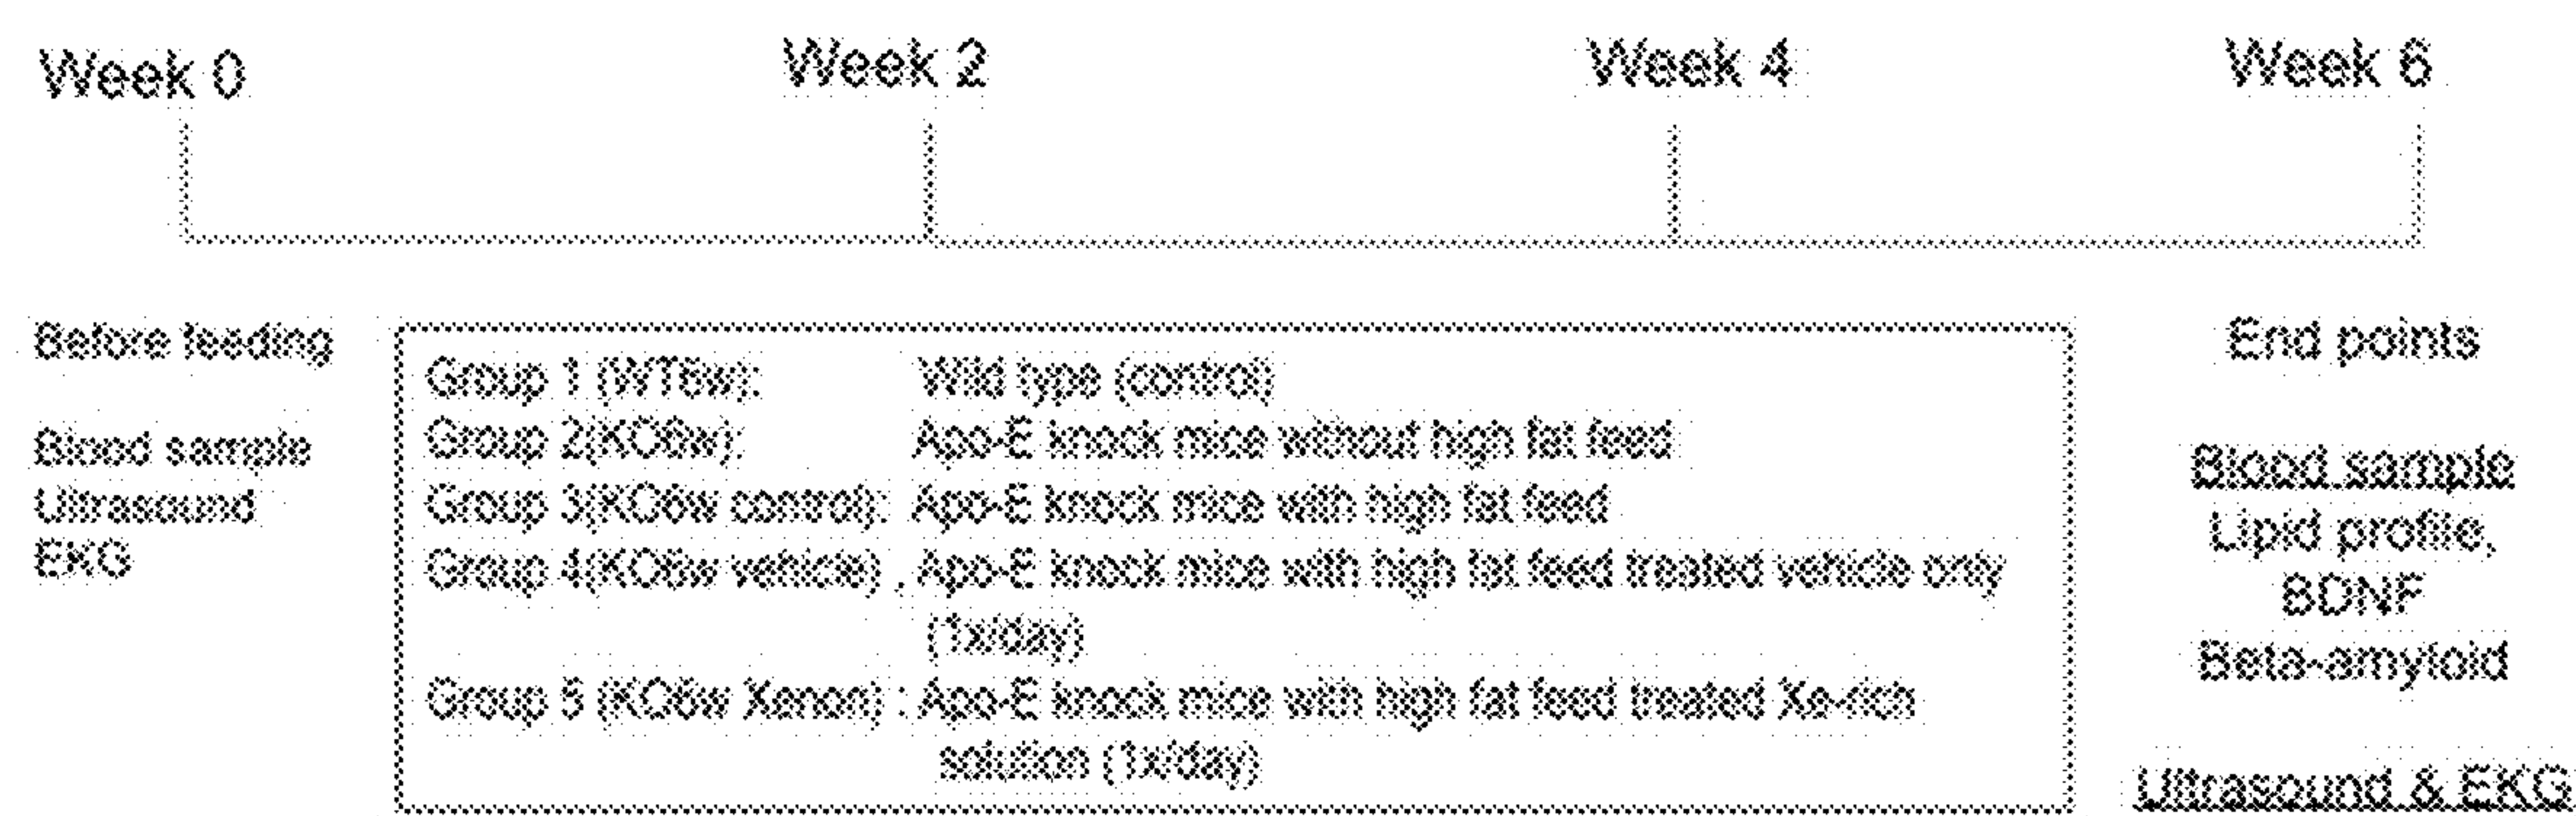 Week 0
Week 2
Week 4
Week 6
Before feeding
Blood sample
Ultrasound
EKG
Group 1 (WT6w): Wild type (control)
Group 2(KO6w): Apo-E knock mice without high fat feed
Group 3(KO6w control): Apo-E knock mice with high fat feed
Group 4(KO6w vehicle) : Apo-E knock mice with high fat feed treated vehicle only
(1x/day)
Group 5 (KO6w Xenon) : Apo-E knock mice with high fat feed treated Xe-rich
solution (1x/day)
End points
Blood sample
Lipid profile,
BDNF
Beta-amyloid
Ultrasound & EKG